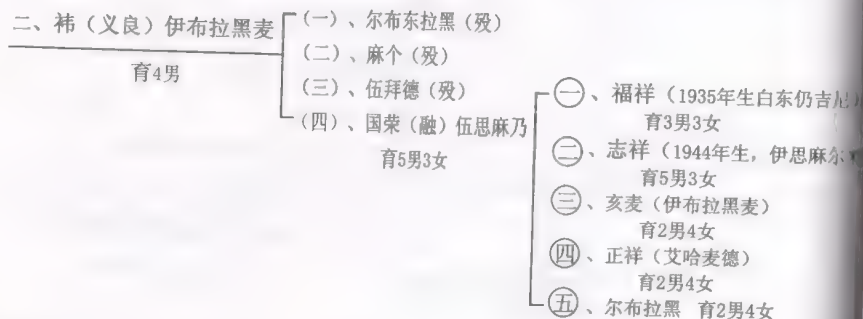 二、祎（义良）伊布拉黑麦
育4男
（一）、尔布东拉黑（殁）
（二）、麻个（殁）
（三）、伍拜德（殁）
（四）、国荣（融）伍思麻乃
育5男3女
㊀、福祥（1935年生白东仍吉尼）
育3男3女
㊁、志祥（1944年生，伊思麻尔
育5男3女
㊂、亥麦（伊布拉黑麦）
育2男4女
㊃、正祥（艾哈麦德）
育2男4女
㊄、尔布拉黑 育2男4女